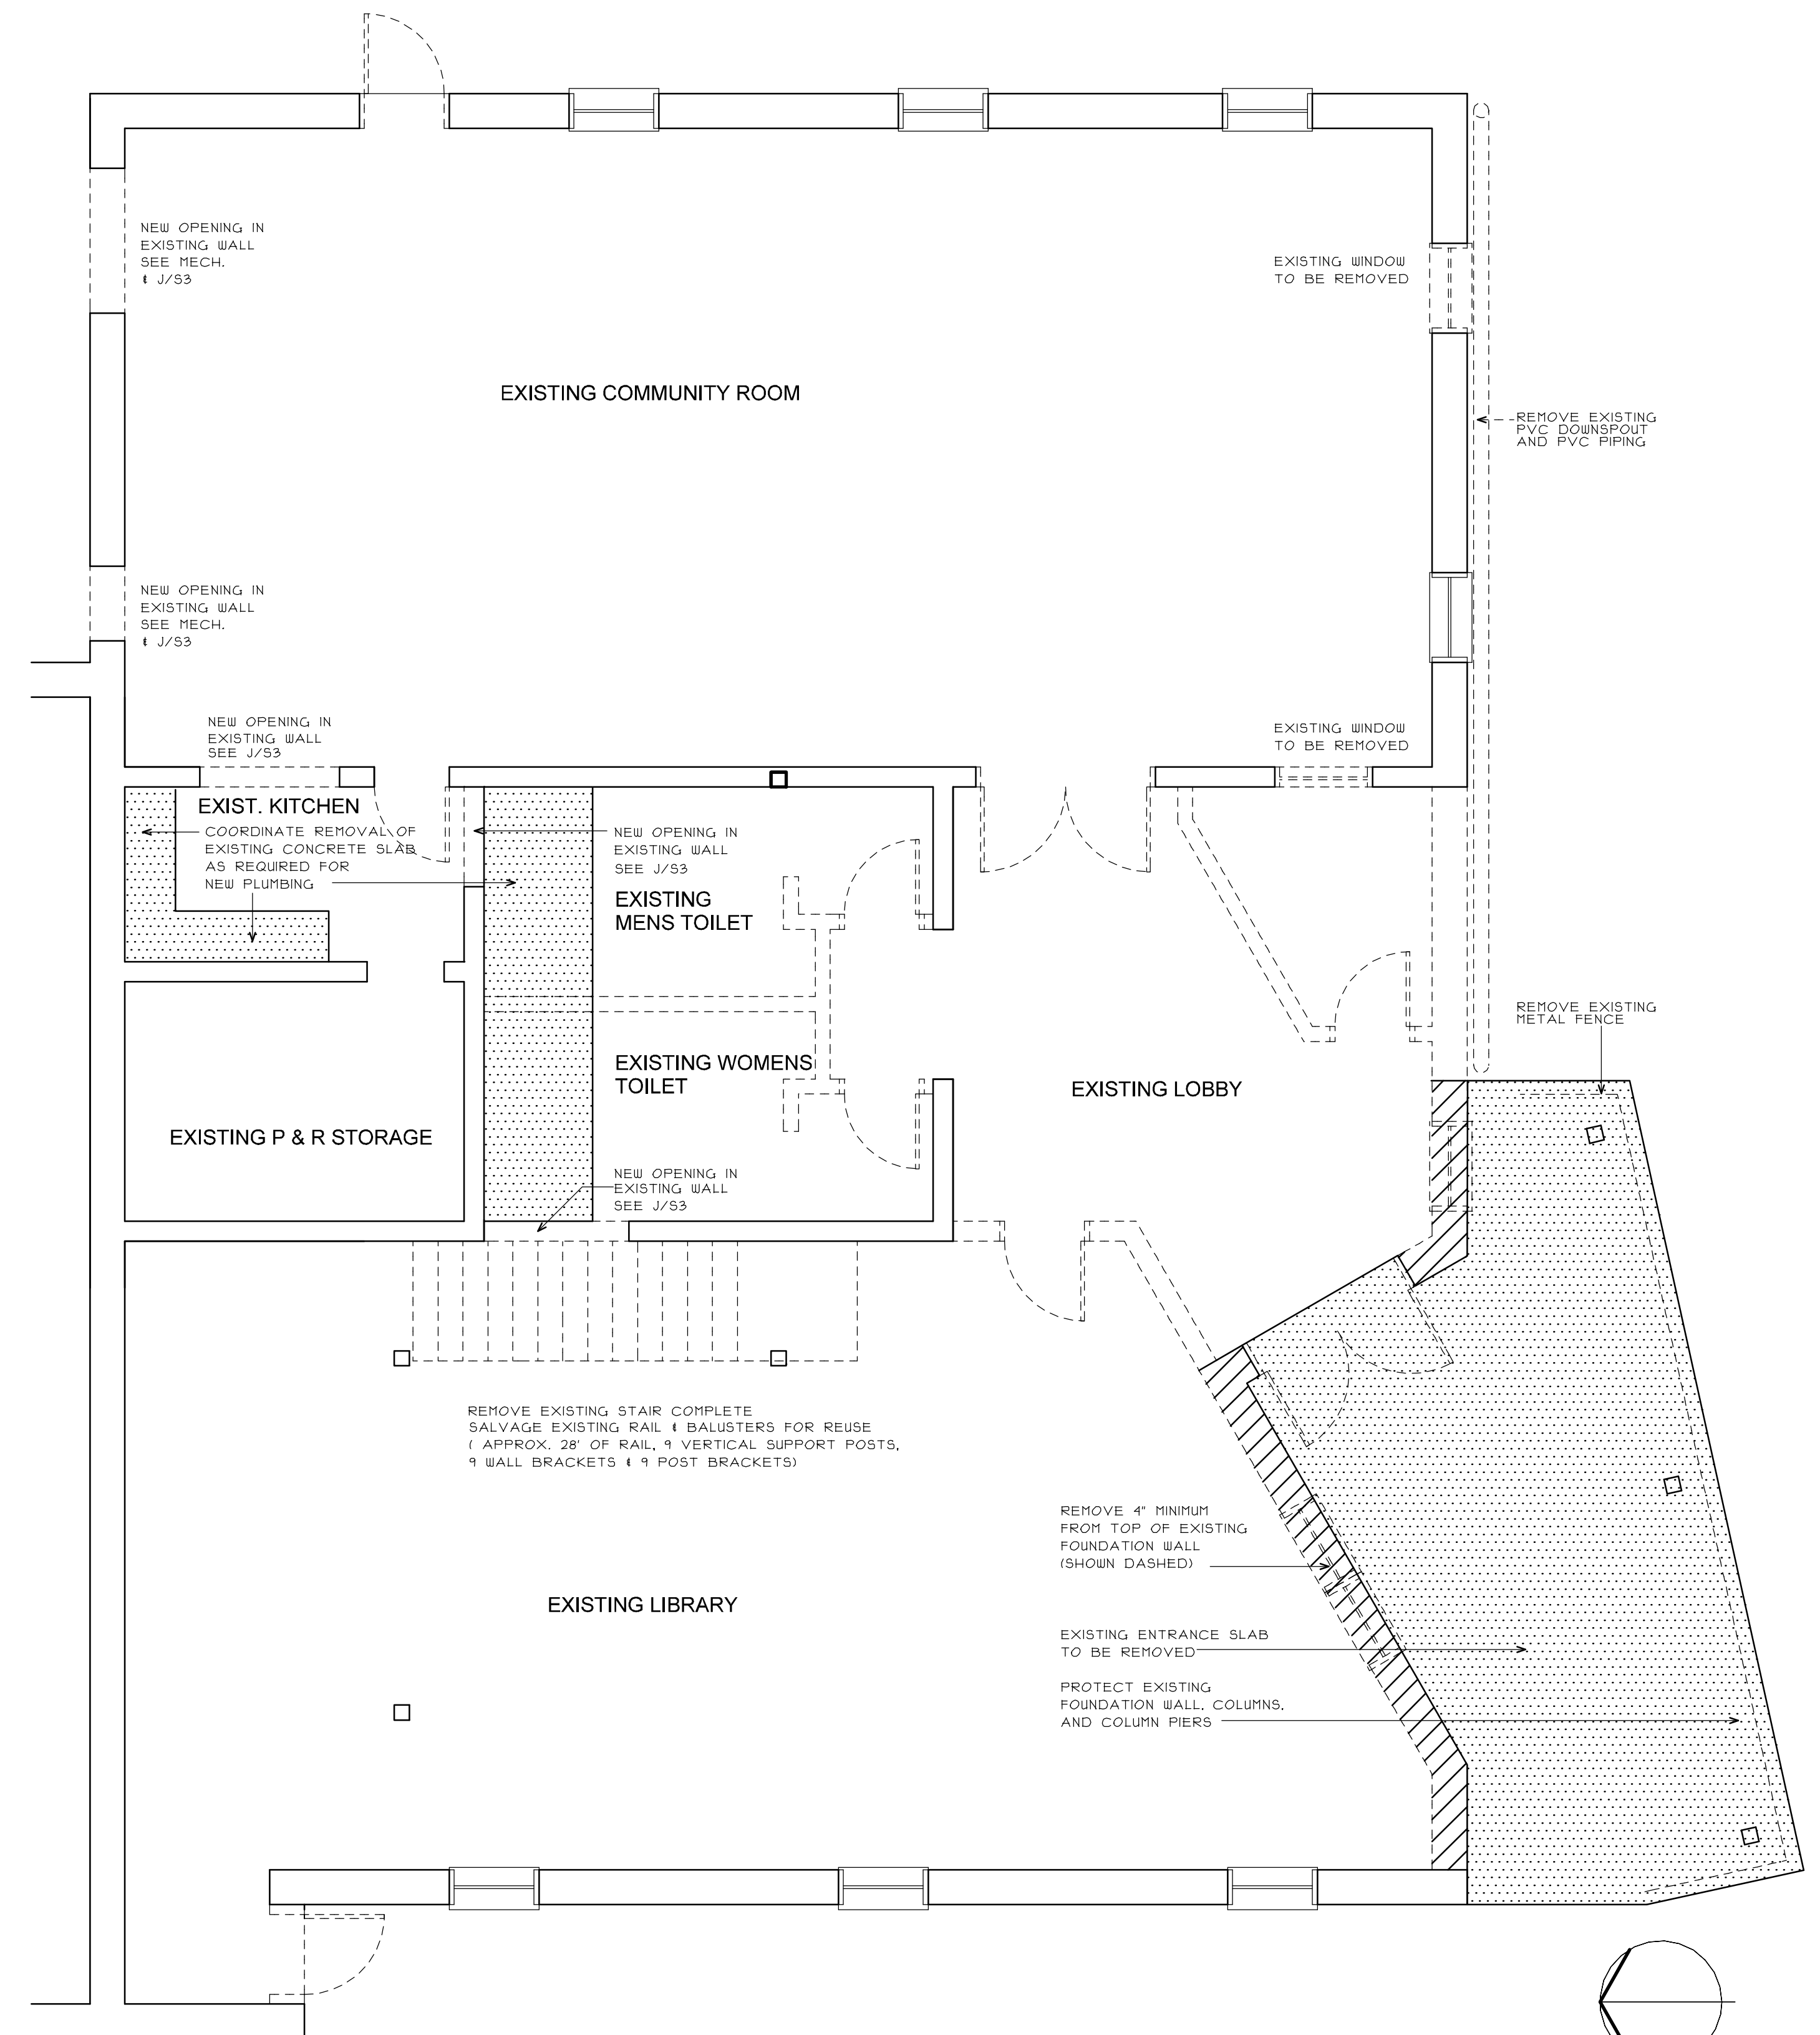 NEW OPENING IN
EXISTING WALL
SEE MECH.
& J/S3
EXISTING WINDOW
TO BE REMOVED
EXISTING COMMUNITY ROOM
REMOVE EXISTING
PVC DOWNSPOUT
AND PVC PIPING
NEW OPENING IN
EXISTING WALL
SEE MECH.
& J/S3
NEW OPENING IN
EXISTING WALL
SEE J/S3
EXISTING WINDOW
TO BE REMOVED
EXIST. KITCHEN
COORDINATE REMOVAL OF
EXISTING CONCRETE SLAB
AS REQUIRED FOR
NEW PLUMBING
NEW OPENING IN
EXISTING WALL
SEE J/S3
EXISTING
MENS TOILET
REMOVE EXISTING
METAL FENCE
EXISTING WOMENS
TOILET
EXISTING LOBBY
EXISTING P & R STORAGE
NEW OPENING IN
EXISTING WALL
SEE J/S3
REMOVE EXISTING STAIR COMPLETE
SALVAGE EXISTING RAIL & BALUSTERS FOR REUSE
( APPROX. 28' OF RAIL, 9 VERTICAL SUPPORT POSTS,
9 WALL BRACKETS & 9 POST BRACKETS)
REMOVE 4" MINIMUM
FROM TOP OF EXISTING
FOUNDATION WALL
(SHOWN DASHED)
EXISTING LIBRARY
EXISTING ENTRANCE SLAB
TO BE REMOVED
PROTECT EXISTING
FOUNDATION WALL, COLUMNS,
AND COLUMN PIERS